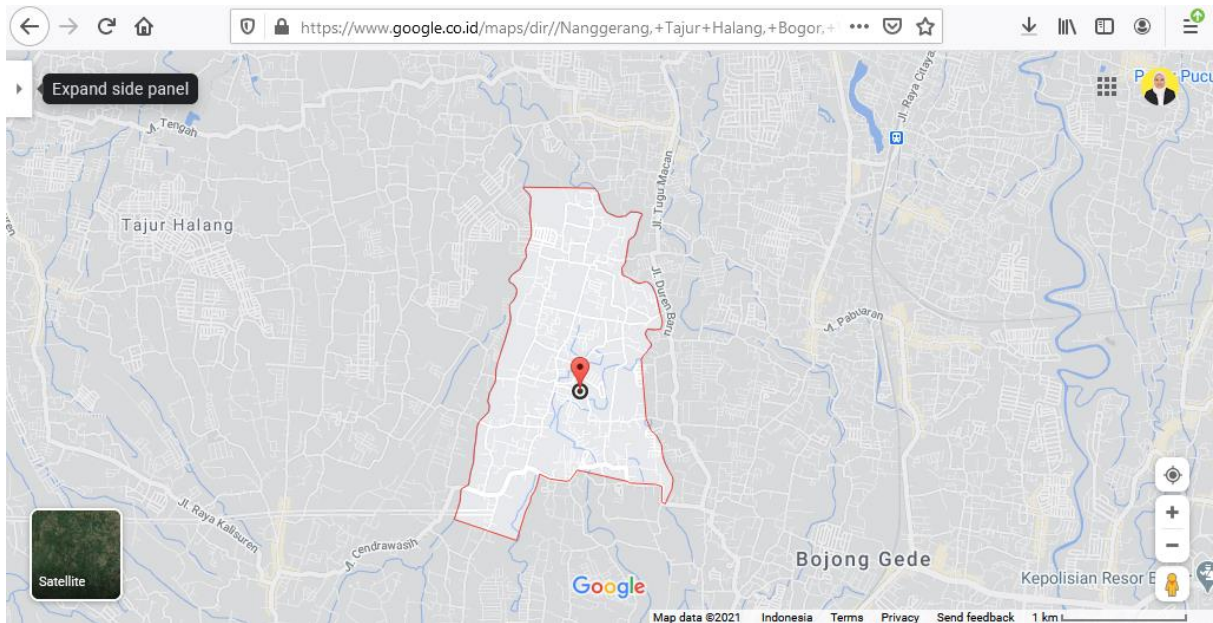 https://www.google.co.id/maps/dir//Nanggerang,+Tajur+Halang,+Bogor,+
Expand side panel
Jl. Tengah
Jl. Raya Citaya
Tajur Halang
Jl. Tugu Macan
Jl. Duren Baru
Jl. Pabuaran
Jl. Raya Kalisuren
Jl. Cendrawasih
Bojong Gede
Kepolisian Resor
Satellite
Google
Map data ©2021 Indonesia Terms Privacy Send feedback 1 km